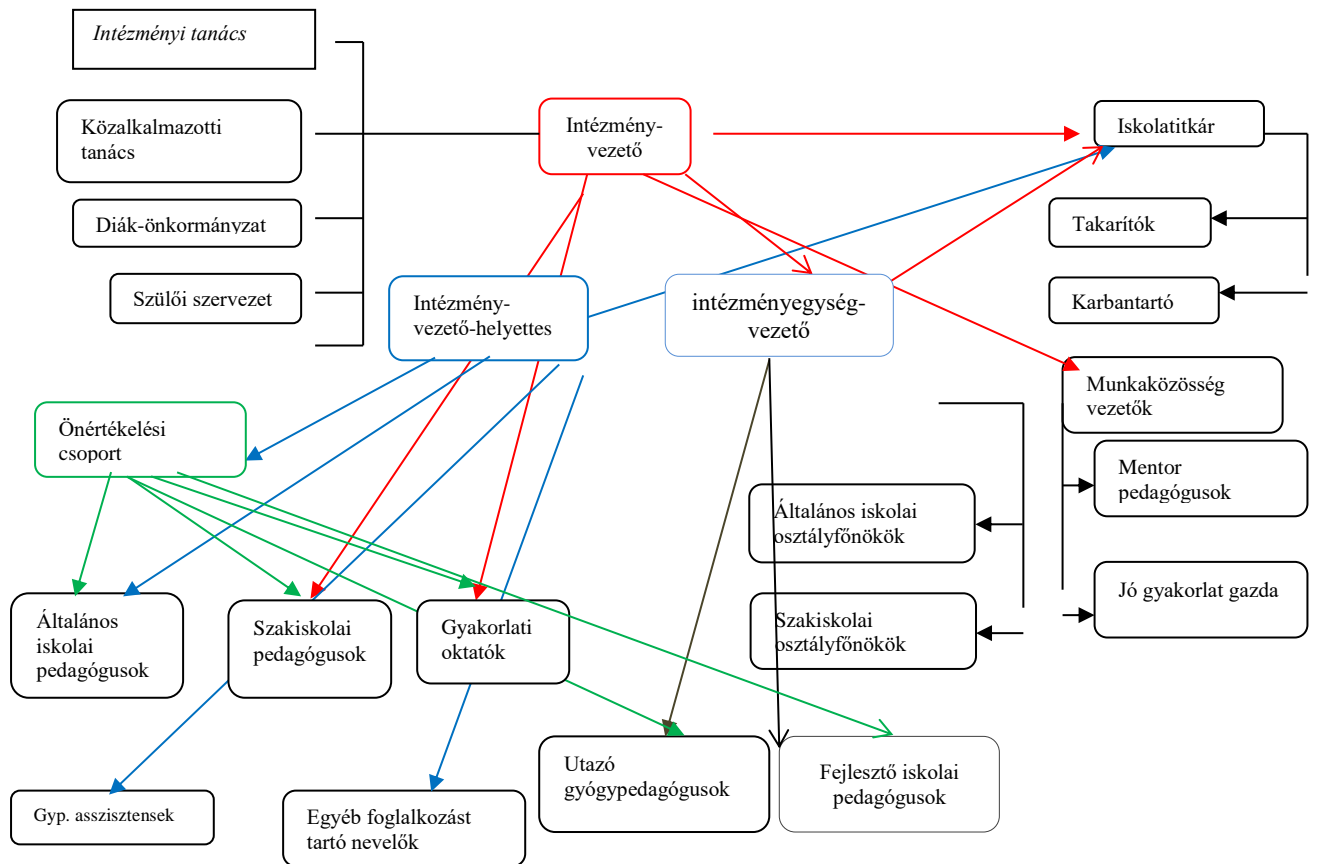 Intézményi tanács
Közalkalmazotti
tanács
Intézmény-
vezető
Iskolatitkár
Diák-önkormányzat
Takarítók
Szülői szervezet
Intézmény-
vezető-helyettes
intézményegység-
vezető
Karbantartó
Munkaközösség
vezetők
Önértékelési
csoport
Mentor
pedagógusok
Általános iskolai
osztályfőnökök
Jó gyakorlat gazda
Általános
iskolai
pedagógusok
Szakiskolai
pedagógusok
Gyakorlati
oktatók
Szakiskolai
osztályfőnökök
Utazó
gyógypedagógusok
Fejlesztő iskolai
pedagógusok
Gyp. asszisztensek
Egyéb foglalkozást
tartó nevelők